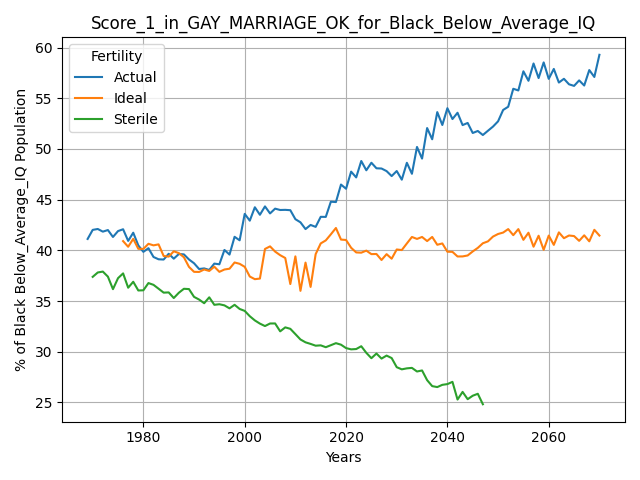 Score_1_in_GAY_MARRIAGE_OK_for_Black_Below_Average_IQ
% of Black Below_Average_IQ Population
60
55
50
45
40
35
30
25
Fertility
Actual
Ideal
Sterile
1980
2000
2020
2040
2060
Years